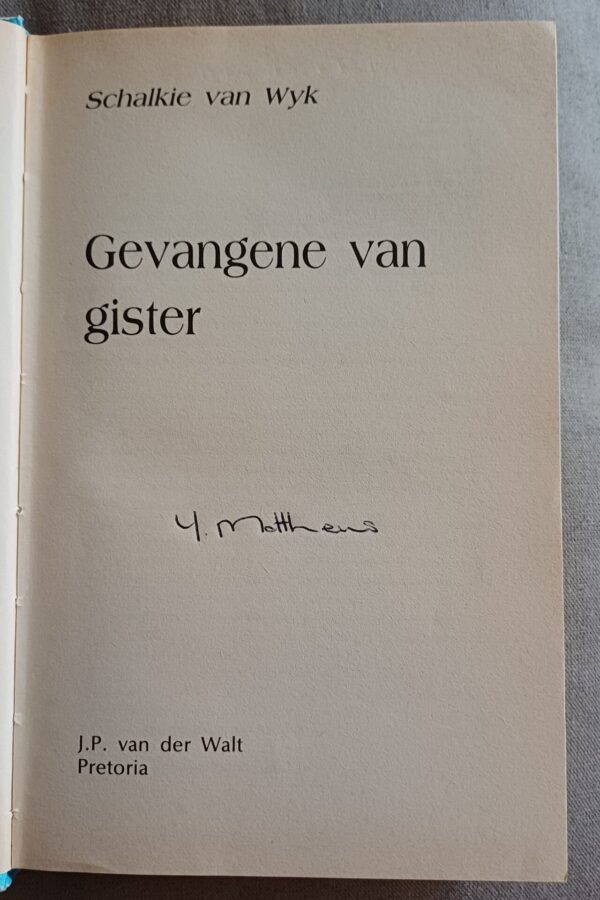 Schalkie van Wyk
Gevangene van
gister
Y. Matthews
J.P. van der Walt
Pretoria